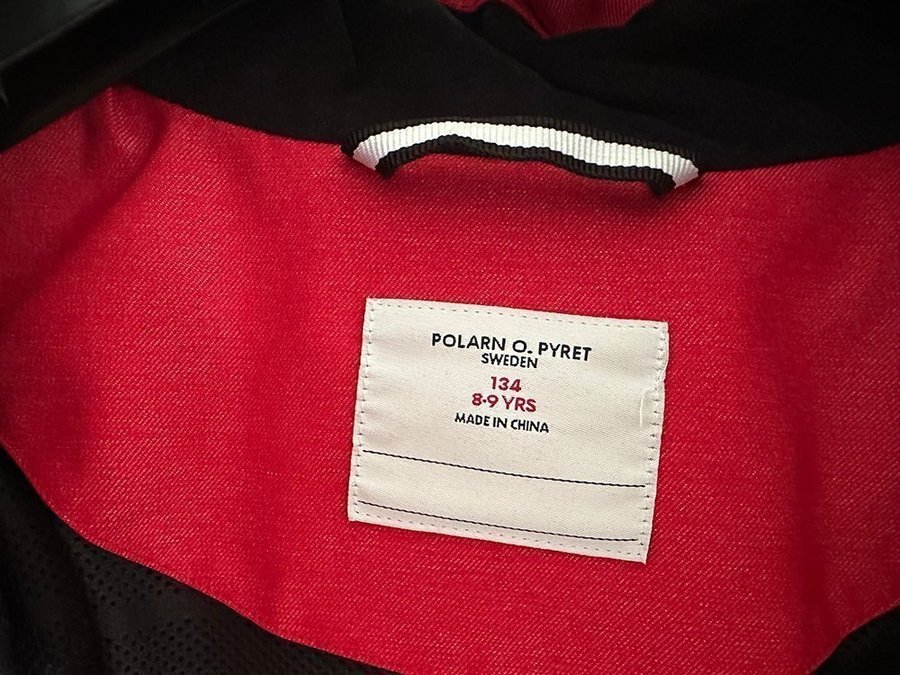 POLARN O. PYRET
SWEDEN
134
8-9 YRS
MADE IN CHINA